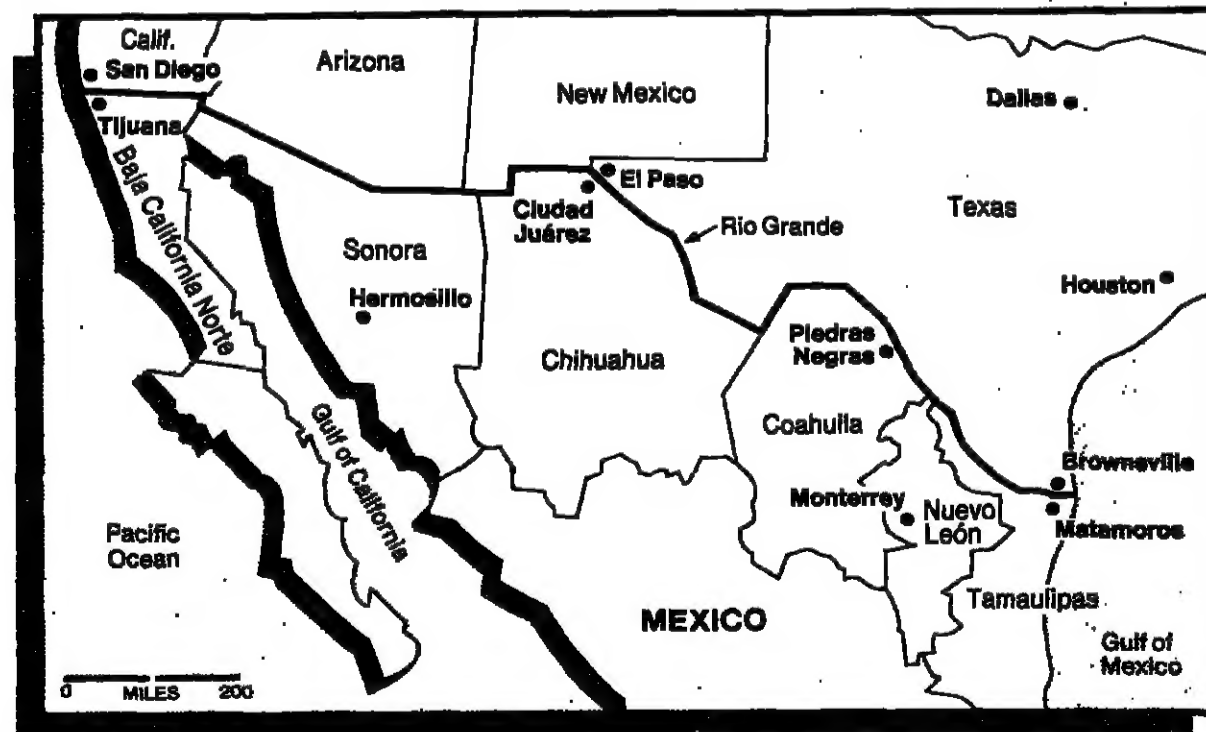 Calif.
San Diego
Arizona
New Mexico
Dallas
Tijuana
Baja California Norte
El Paso
Ciudad
Juárez
Rio Grande
Texas
Sonora
Hermosillo
Houston
Piedras
Negras
Chihuahua
Gulf of California
Coahuila
Brownsville
Monterrey
Nuevo
León
Matamoros
Pacific
Ocean
MEXICO
Tamaulipas
Gulf of
Mexico
0 200
MILES